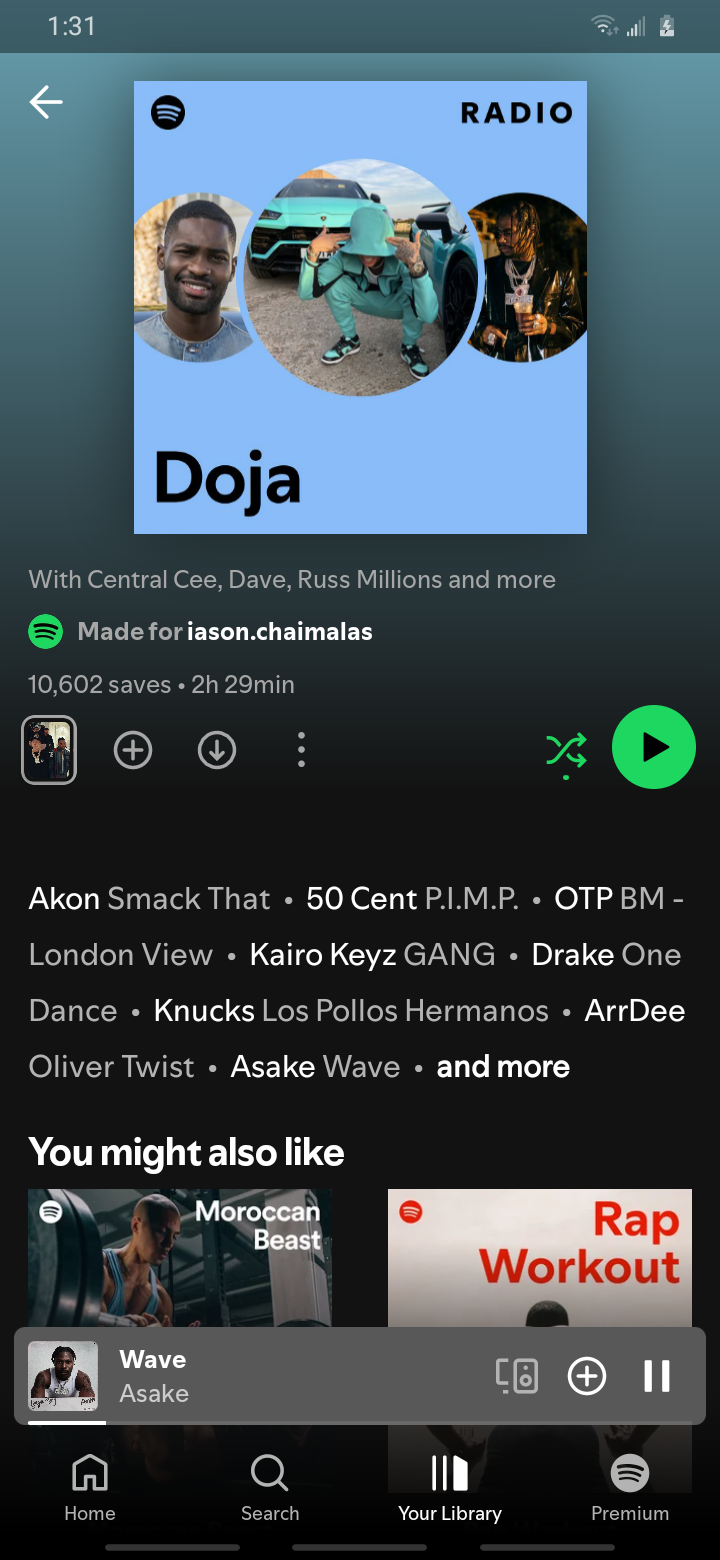 1:31
RADIO
Doja
With Central Cee, Dave, Russ Millions and more
Made for iason.chaimalas
10,602 saves • 2h 29min
Akon Smack That • 50 Cent P.I.M.P. • OTP BM -
London View • Kairo Keyz GANG • Drake One
Dance • Knucks Los Pollos Hermanos • ArrDee
Oliver Twist • Asake Wave • and more
You might also like
Moroccan
Beast
Rap
Workout
Wave
Asake
Home
Search
Your Library
Premium